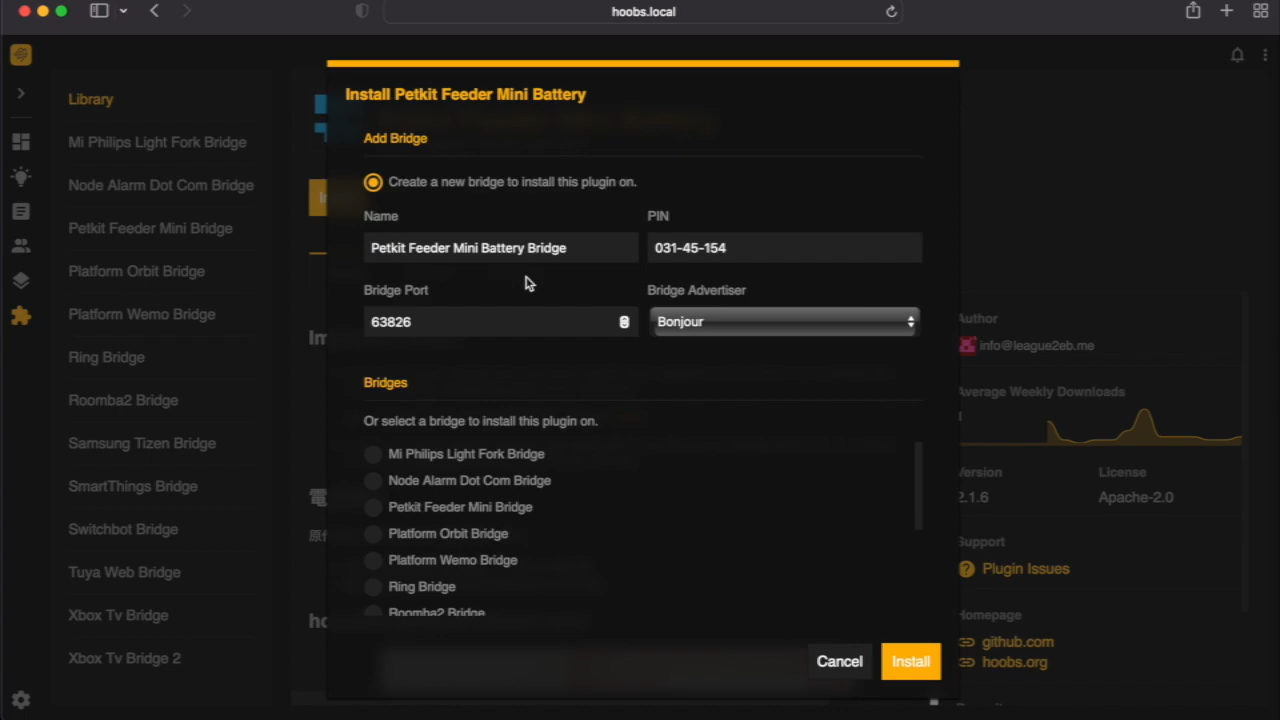 hoobs.local
Library
Mi Philips Light Fork Bridge
Node Alarm Dot Com Bridge
Petkit Feeder Mini Bridge
Platform Orbit Bridge
Platform Wemo Bridge
Ring Bridge
Roomba2 Bridge
Samsung Tizen Bridge
SmartThings Bridge
Switchbot Bridge
Tuya Web Bridge
Xbox Tv Bridge
Xbox Tv Bridge 2
Install Petkit Feeder Mini Battery
Add Bridge
Create a new bridge to install this plugin on.
Name
PIN
Petkit Feeder Mini Battery Bridge
031-45-154
Bridge Port
Bridge Advertiser
63826
Bonjour
Bridges
Or select a bridge to install this plugin on.
Mi Philips Light Fork Bridge
Node Alarm Dot Com Bridge
Petkit Feeder Mini Bridge
Platform Orbit Bridge
Platform Wemo Bridge
Ring Bridge
Roomba2 Bridge
Cancel
Install
Author
info@league2eb.me
Average Weekly Downloads
Version
License
2.1.6
Apache-2.0
Support
Plugin Issues
Homepage
github.com
hoobs.org